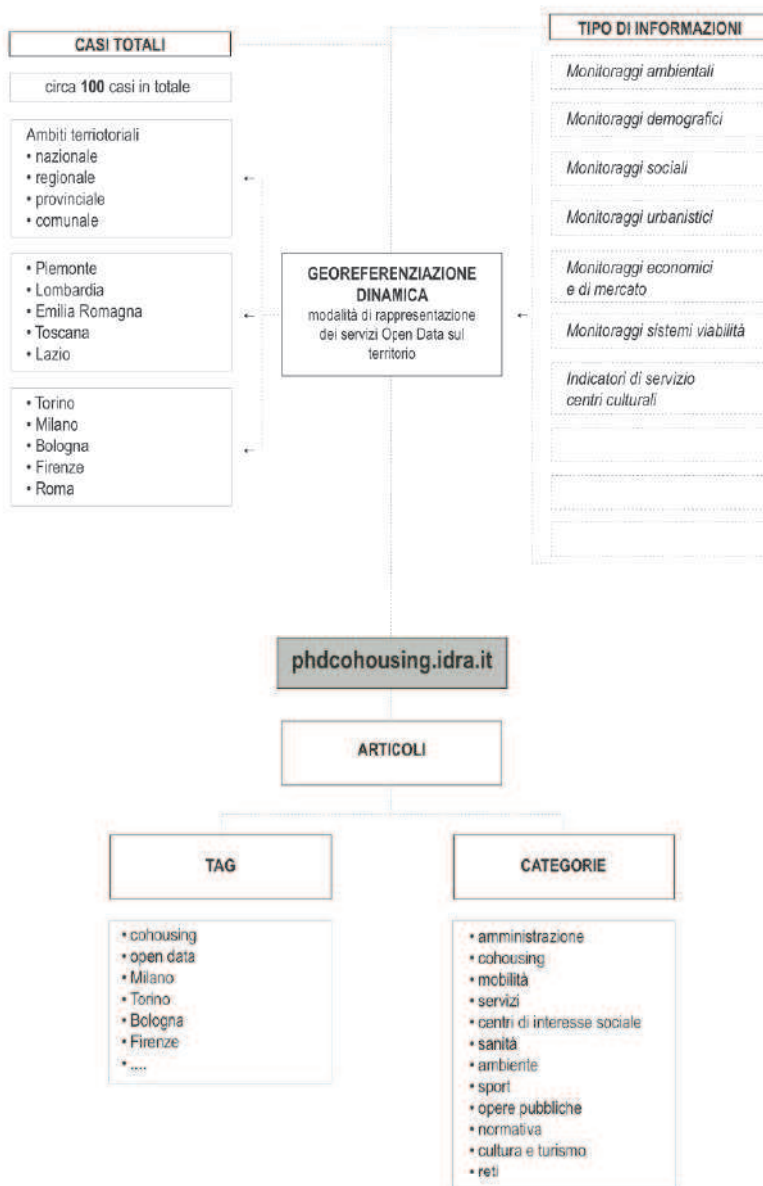 CASI TOTALI
circa 100 casi in totale
Ambiti terriotoriali
• nazionale
• regionale
• provinciale
• comunale
• Piemonte
• Lombardia
• Emilia Romagna
• Toscana
• Lazio
• Torino
• Milano
• Bologna
• Firenze
• Roma
GEOREFERENZIAZIONE
DINAMICA
modalità di rappresentazione
dei servizi Open Data sul
territorio
TIPO DI INFORMAZIONI
Monitoraggi ambientali
Monitoraggi demografici
Monitoraggi sociali
Monitoraggi urbanistici
Monitoraggi economici
e di mercato
Monitoraggi sistemi viabilità
Indicatori di servizio
centri culturali
phdcohousing.idra.it
ARTICOLI
TAG
• cohousing
• open data
• Milano
• Torino
• Bologna
• Firenze
• ....
CATEGORIE
• amministrazione
• cohousing
• mobilità
• servizi
• centri di interesse sociale
• sanità
• ambiente
• sport
• opere pubbliche
• normativa
• cultura e turismo
• reti